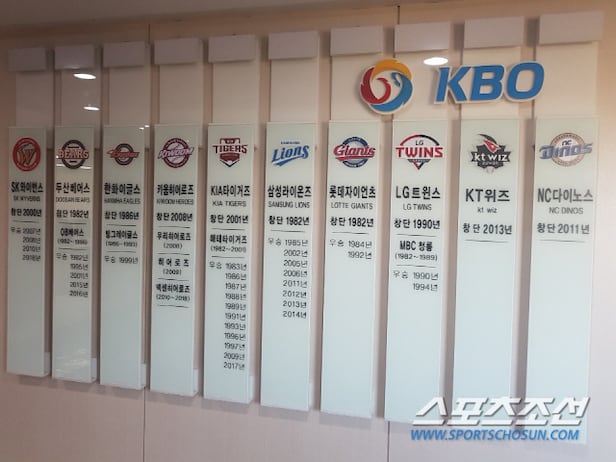 KBO
SK와이번스
SK WYVERNS
창단 2000년
우승 2007년
2008년
2010년
2018년
BEARS
두산베어스
DOOSAN BEARS
창단 1982년
OB베어스
우승 1982년
1995년
2001년
2015년
2016년
한화이글스
HANWHA EAGLES
창단 1986년
빙그레이글스
(1986~1993)
우승 1999년
KIWOOM
키움히어로즈
KIWOOM HEROES
창단 2008년
우리히어로즈
(2008)
히어로즈
(2009)
넥센히어로즈
(2010~2018)
TIGERS
KIA타이거즈
KIA TIGERS
창단 2001년
해태타이거즈
(1982~2001)
우승 1983년
1986년
1987년
1988년
1989년
1991년
1993년
1996년
1997년
2009년
2017년
Lions
삼성라이온즈
SAMSUNG LIONS
창단 1982년
우승 1985년
2002년
2005년
2006년
2011년
2012년
2013년
2014년
Giants
롯데자이언츠
LOTTE GIANTS
창단 1982년
우승 1984년
1992년
LG
TWINS
LG트윈스
LG TWINS
창단 1990년
MBC 청룡
(1982~1989)
우승 1990년
1994년
kt wiz
KT위즈
kt wiz
창단 2013년
NC
Dinos
NC다이노스
NC DINOS
창단 2011년
스포츠조선
WWW.SPORTSCHOSUN.COM